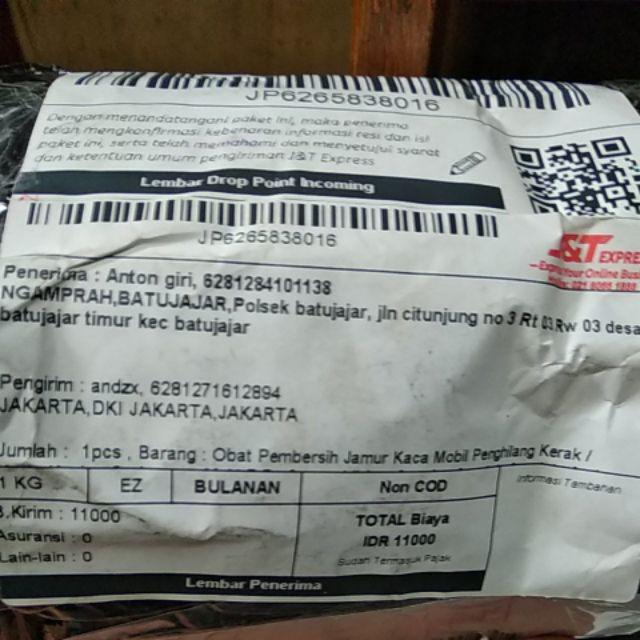 JP6265838016
Dengan menandatangani paket ini, maka penerima
telah mengkonfirmasi kebenaran informasi resi dan isi
paket ini, serta telah memahami dan menyetujui syarat
dan ketentuan umum pengiriman J&T Express
Lembar Drop Point Incoming
JP6265838016
J&T EXPRE
Express Your Online Bus
Penerima : Anton giri, 6281284101138
NGAMPRAH,BATUJAJAR,Polsek batujajar, jln citunjung no 3 Rt 03 Rw 03 desa
batujajar timur kec batujajar
Pengirim : andzx, 6281271612894
JAKARTA,DKI JAKARTA,JAKARTA
Jumlah : 1pcs , Barang : Obat Pembersih Jamur Kaca Mobil Penghilang Kerak /
1 KG EZ BULANAN Non COD Informasi Tambahan
B.Kirim : 11000
Asuransi : 0
Lain-lain : 0
TOTAL Biaya
IDR 11000
Sudah Termasuk Pajak
Lembar Penerima